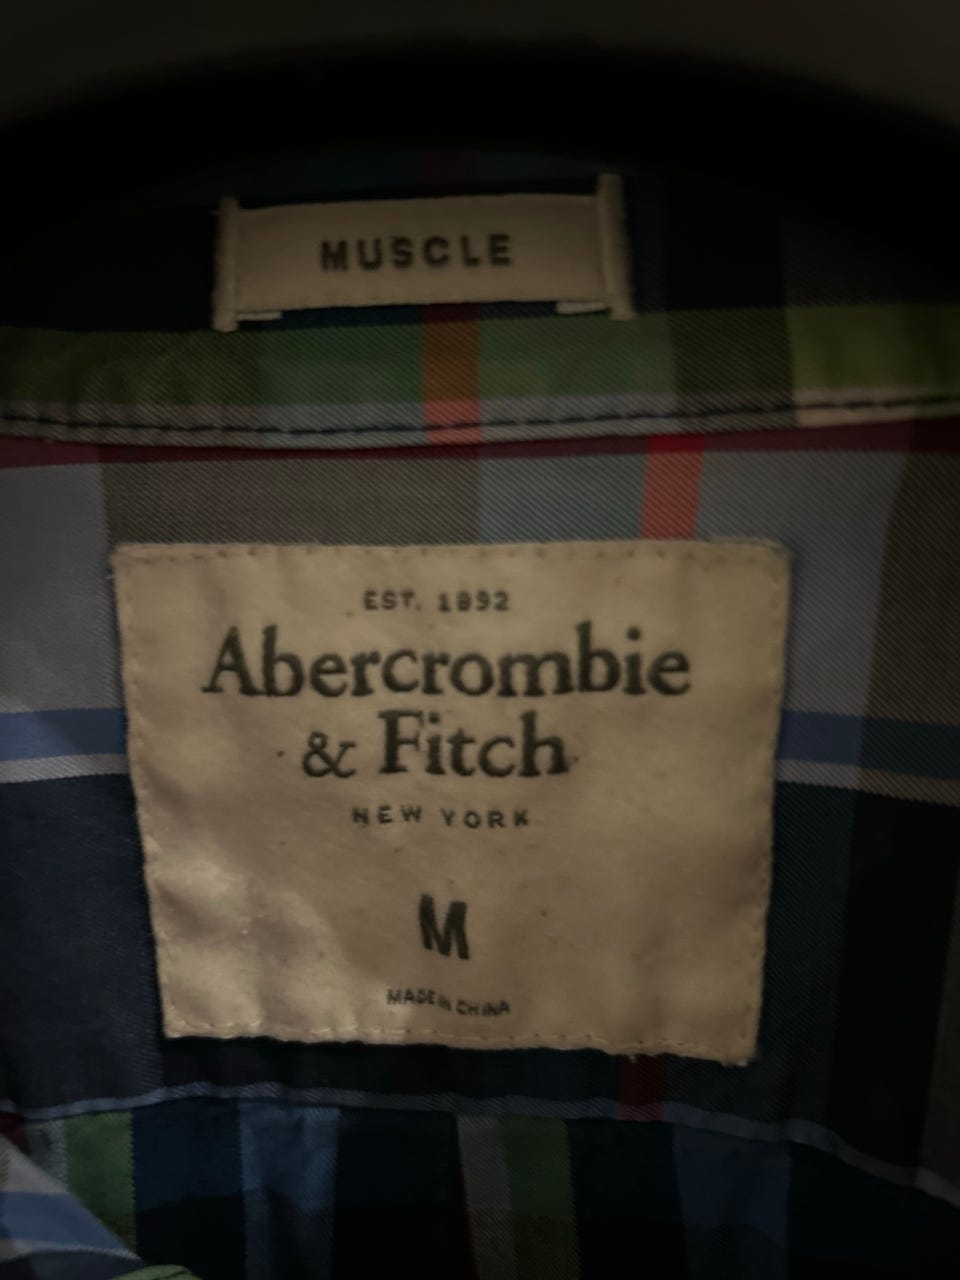 MUSCLE
EST. 1892
Abercrombie
& Fitch
NEW YORK
M
MADE IN CHINA